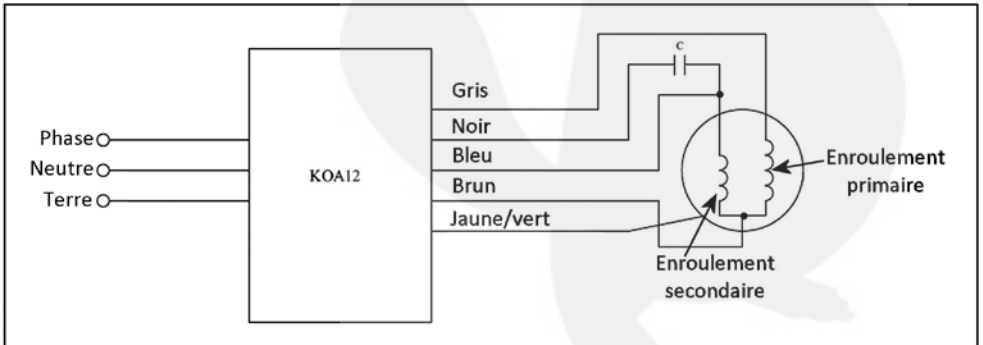 C
Gris
Noir
Bleu
Brun
Jaune/vert
Phase
Neutre
Terre
KOA12
Enroulement
primaire
Enroulement
secondaire